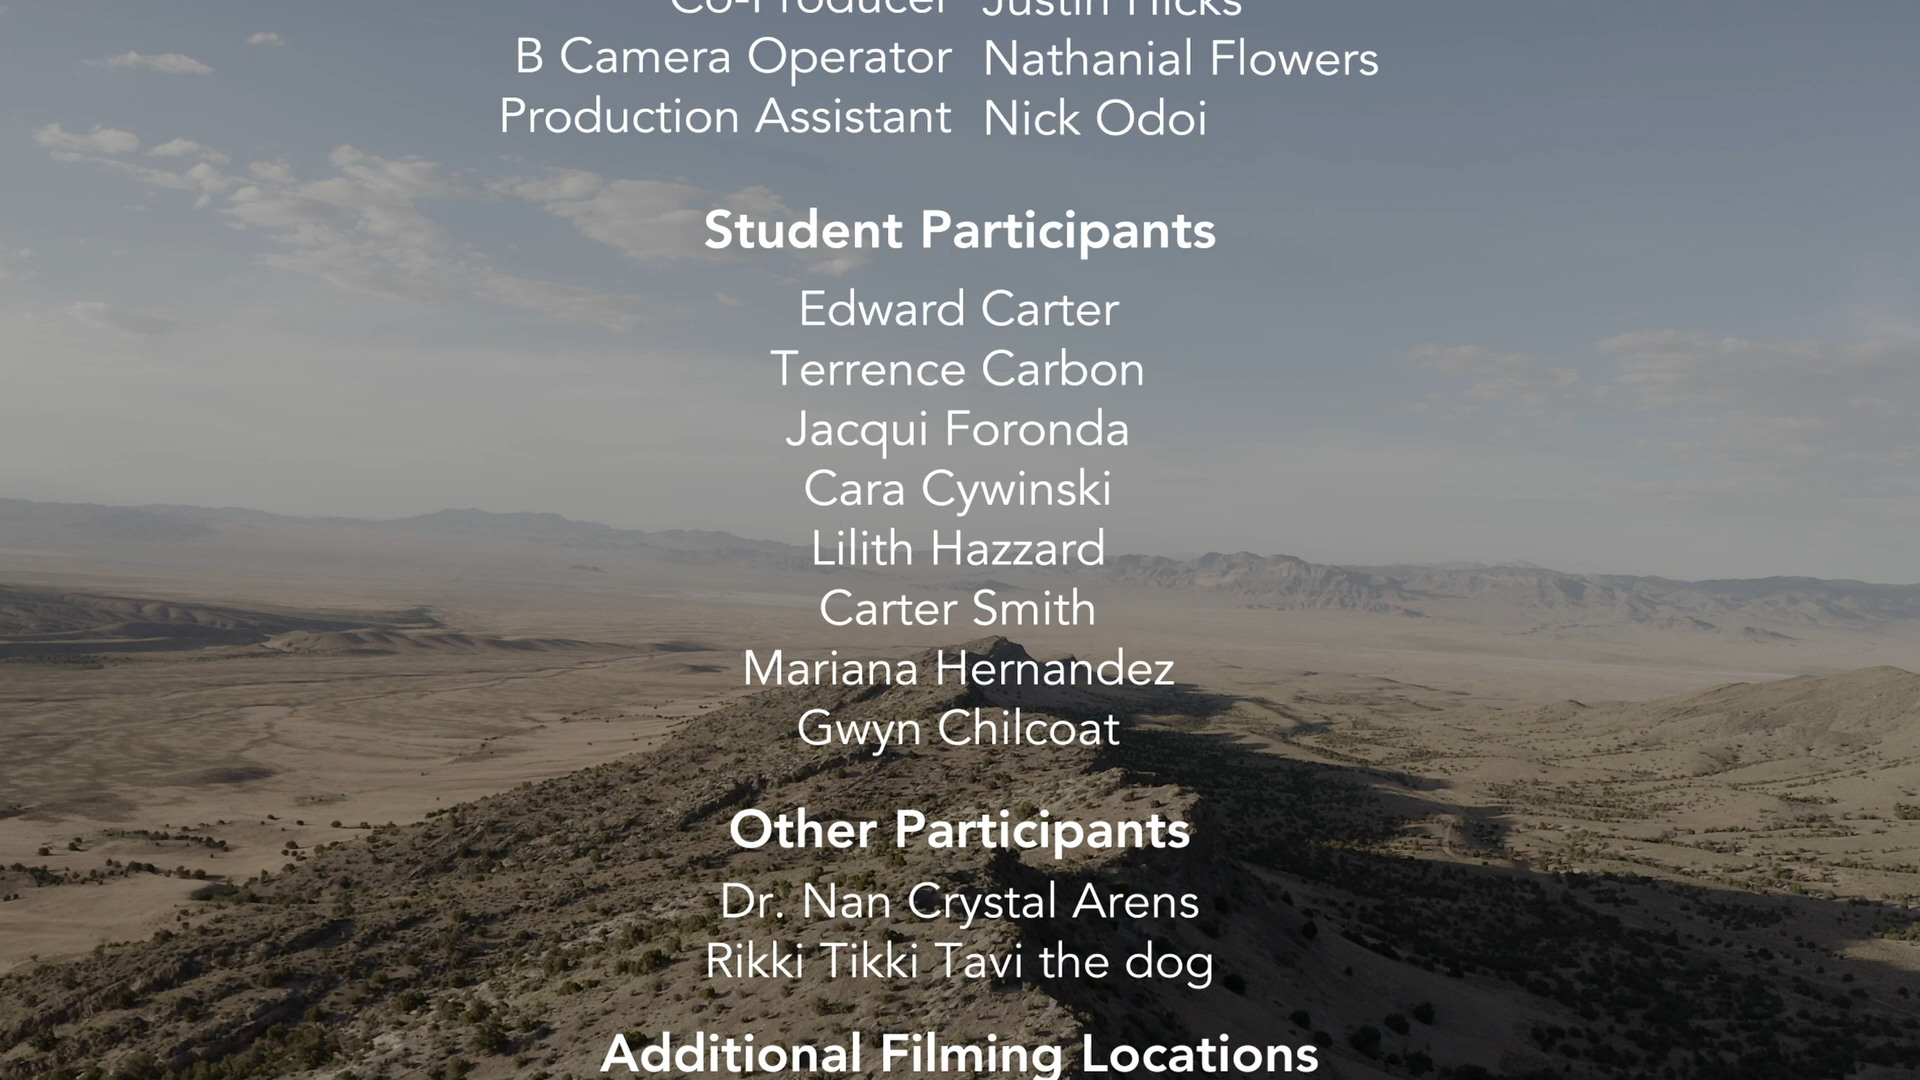 Co-Producer Justin Hicks
B Camera Operator Nathanial Flowers
Production Assistant Nick Odoi
Student Participants
Edward Carter
Terrence Carbon
Jacqui Foronda
Cara Cywinski
Lilith Hazzard
Carter Smith
Mariana Hernandez
Gwyn Chilcoat
Other Participants
Dr. Nan Crystal Arens
Rikki Tikki Tavi the dog
Additional Filming Locations